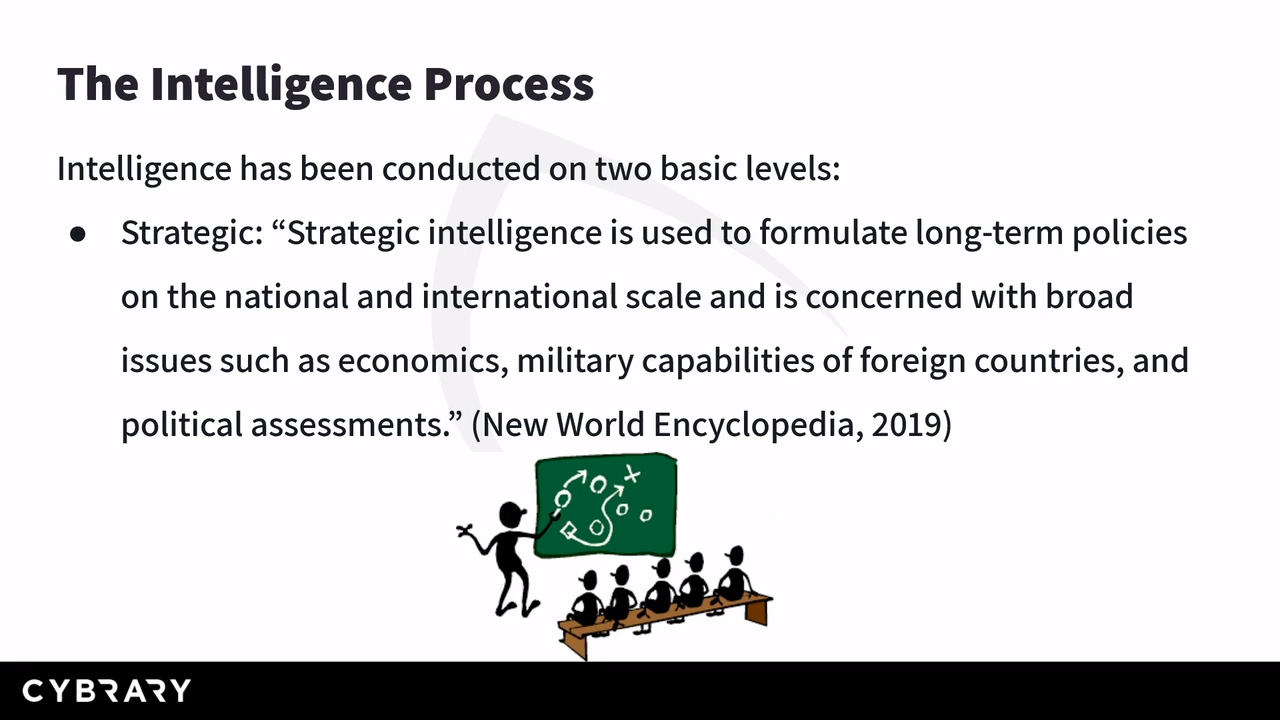 The Intelligence Process
Intelligence has been conducted on two basic levels:
● Strategic: “Strategic intelligence is used to formulate long-term policies
on the national and international scale and is concerned with broad
issues such as economics, military capabilities of foreign countries, and
political assessments.” (New World Encyclopedia, 2019)
CYBRARY